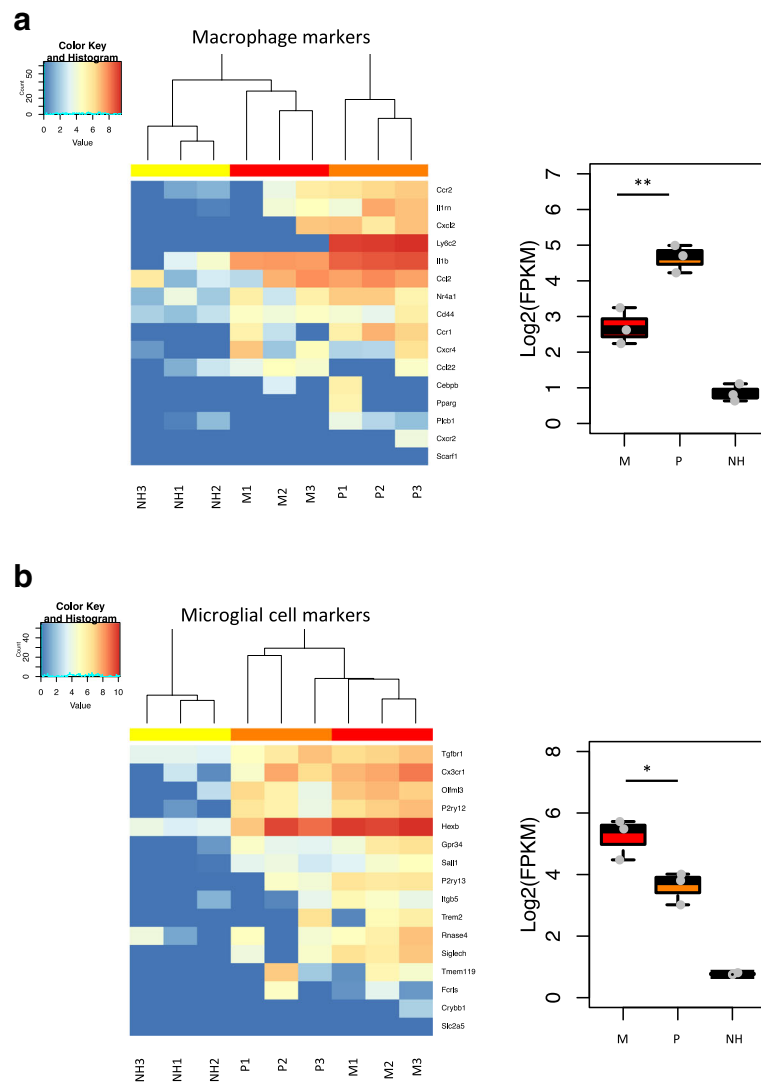 a
Color Key
and Histogram
Count
0 20 40
0 2 4 6 8
Value
Macrophage markers
Ccr2
Il1rn
Cxcl2
Ly6c2
Il1b
Ccl2
Nr4a1
Cd44
Ccr1
Cxcr4
Ccl22
Cebpb
Pparg
Plcb1
Cxcr2
Scarf1
NH3 NH1 NH2 M1 M2 M3 P1 P2 P3
Log2(FPKM)
0 1 2 3 4 5 6 7
**
M P NH
b
Color Key
and Histogram
Count
0 20 40
0 2 4 6 8 10
Value
Microglial cell markers
Tgfbr1
Cx3cr1
Olfml3
P2ry12
Hexb
Gpr34
Sall1
P2ry13
Itgb5
Trem2
Rnase4
Siglech
Tmem119
Fcrls
Crybb1
Slc2a5
NH3 NH1 NH2 P1 P2 P3 M1 M2 M3
Log2(FPKM)
0 2 4 6 8
*
M P NH